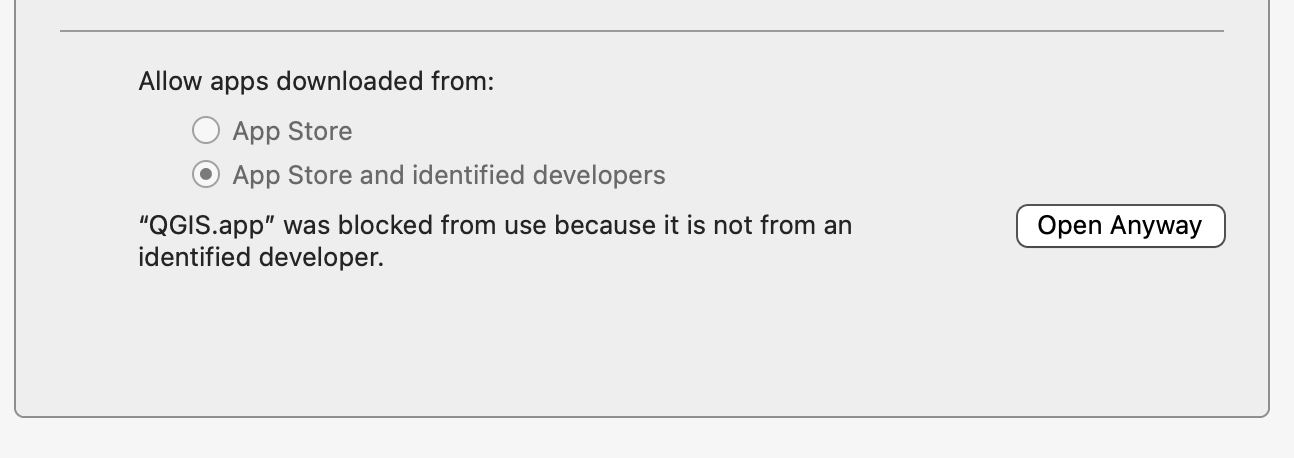 Allow apps downloaded from:
App Store
App Store and identified developers
“QGIS.app” was blocked from use because it is not from an
identified developer.
Open Anyway